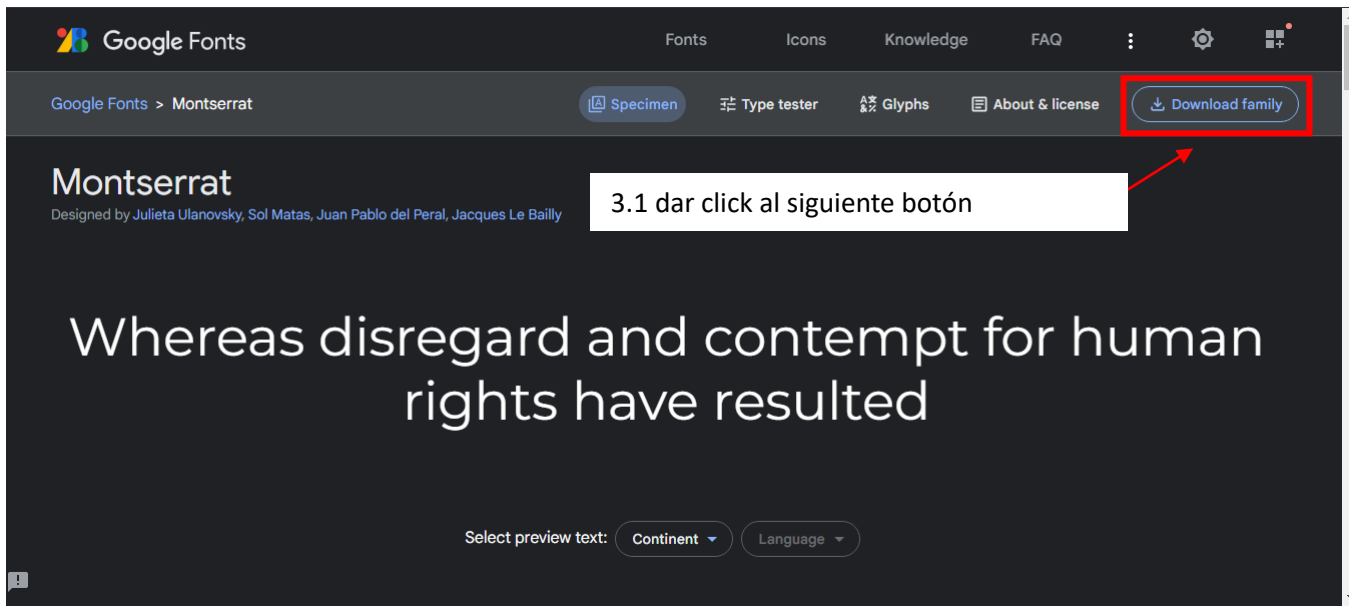 Google Fonts
Fonts
Icons
Knowledge
FAQ
Google Fonts > Montserrat
Specimen
Type tester
Glyphs
About & license
Download family
Montserrat
Designed by Julieta Ulanovsky, Sol Matas, Juan Pablo del Peral, Jacques Le Bailly
3.1 dar click al siguiente botón
Whereas disregard and contempt for human
rights have resulted
Select preview text:
Continent
Language